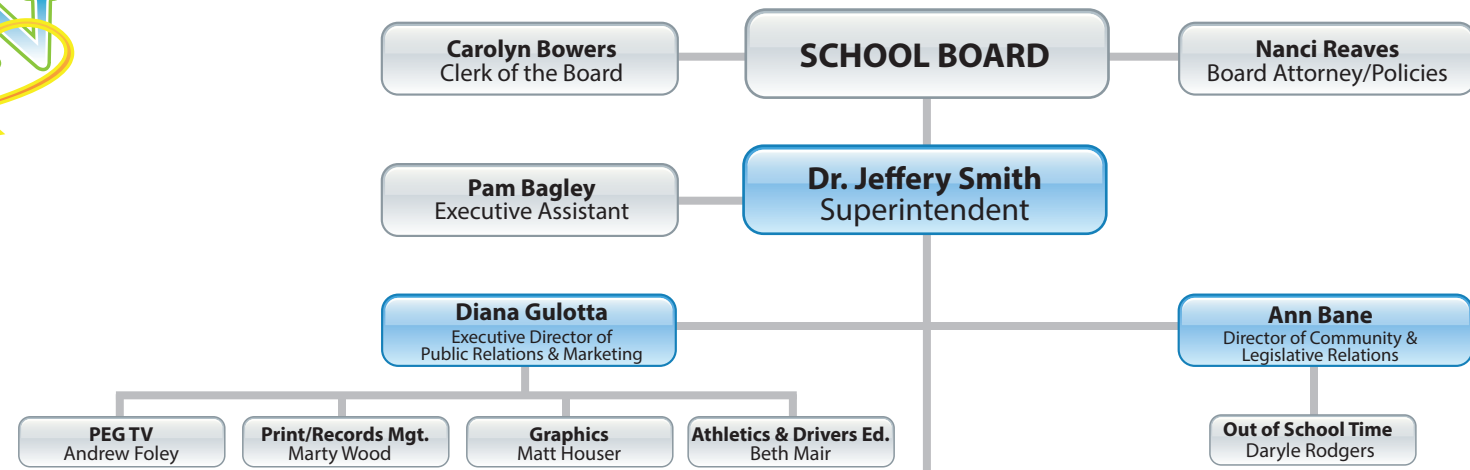 Carolyn Bowers
Clerk of the Board
SCHOOL BOARD
Nanci Reaves
Board Attorney/Policies
Pam Bagley
Executive Assistant
Dr. Jeffery Smith
Superintendent
Diana Gulotta
Executive Director of
Public Relations & Marketing
Ann Bane
Director of Community &
Legislative Relations
PEG TV
Andrew Foley
Print/Records Mgt.
Marty Wood
Graphics
Matt Houser
Athletics & Drivers Ed.
Beth Mair
Out of School Time
Daryle Rodgers